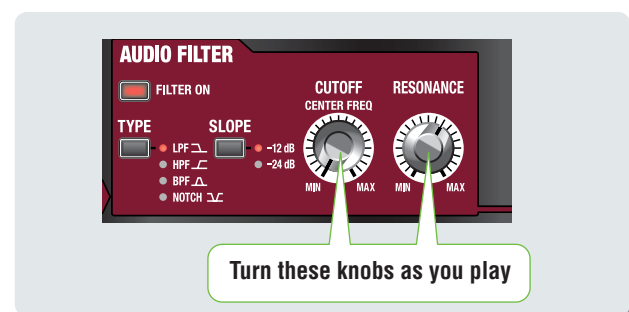 AUDIO FILTER
FILTER ON
CUTOFF
CENTER FREQ
RESONANCE
TYPE
SLOPE
LPF
HPF
BPF
NOTCH
-12 dB
-24 dB
MIN MAX
MIN MAX
Turn these knobs as you play